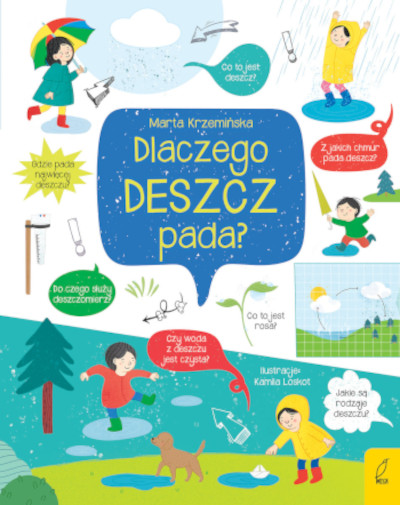 Co to jest
deszcz?
Marta Krzemińska
Dlaczego
DESZCZ
pada?
Z jakich chmur
pada deszcz?
Gdzie pada
najwięcej
deszczu?
Do czego służy
deszczomierz?
Co to jest
rosa?
Czy woda
z deszczu
jest czysta?
Ilustracje:
Kamila Loskot
Jakie są
rodzaje
deszczu?